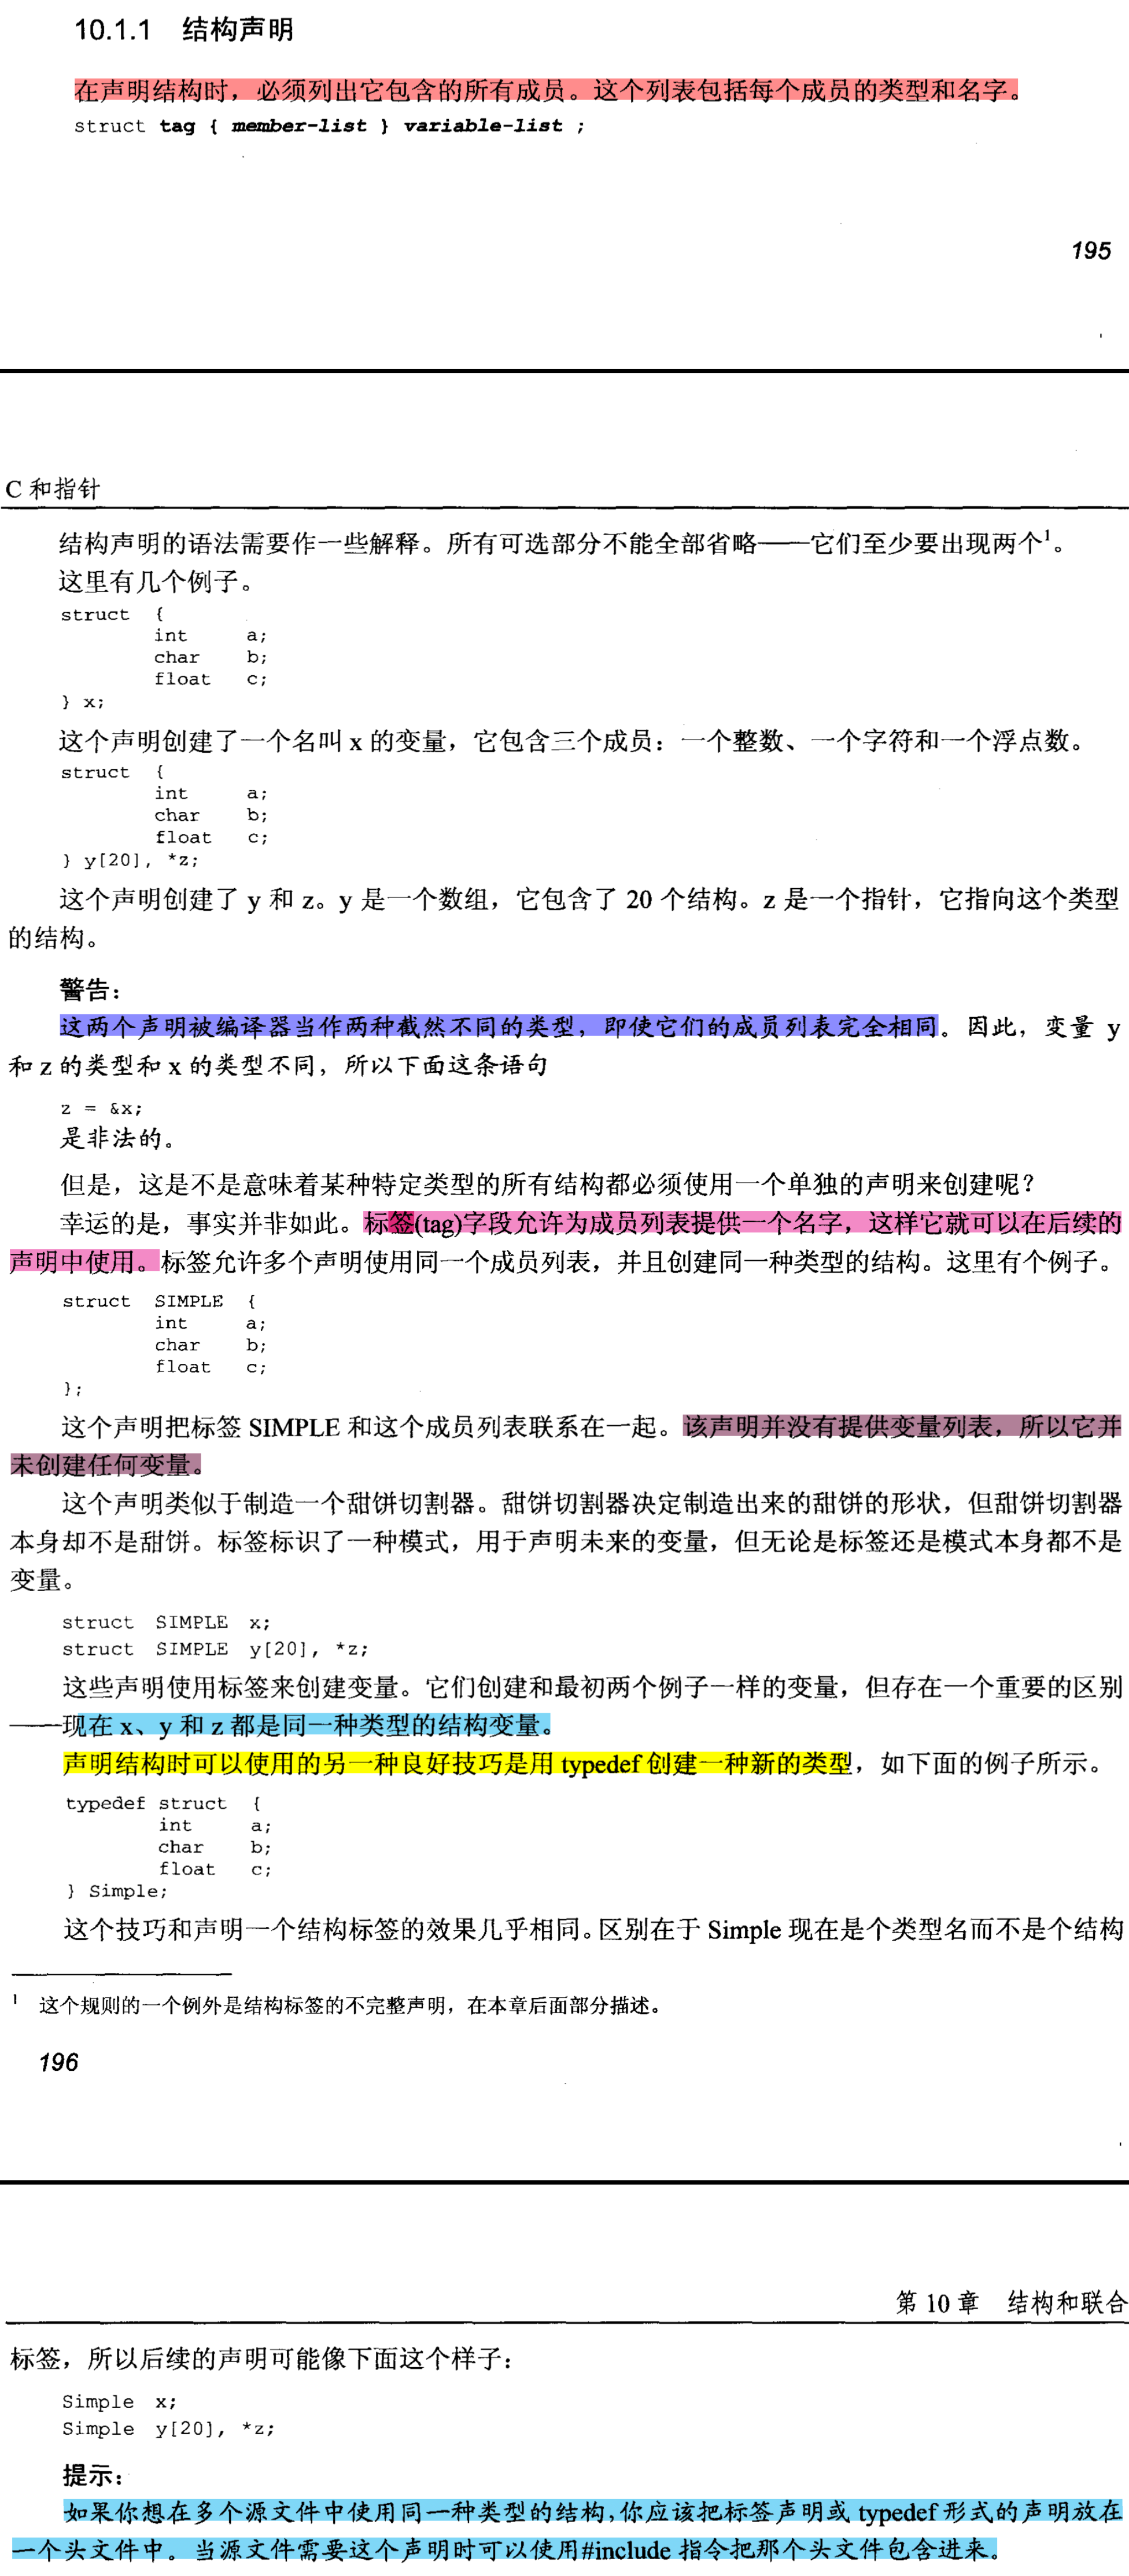 10.1.1 结构声明
在声明结构时，必须列出它包含的所有成员。这个列表包括每个成员的类型和名字。
struct tag { member-list } variable-list ;
195
C 和指针
结构声明的语法需要作一些解释。所有可选部分不能全部省略——它们至少要出现两个1。
这里有几个例子。
struct {
int a;
char b;
float c;
} x;
这个声明创建了一个名叫 x 的变量，它包含三个成员：一个整数、一个字符和一个浮点数。
struct {
int a;
char b;
float c;
} y[20], *z;
这个声明创建了 y 和 z。y 是一个数组，它包含了 20 个结构。z 是一个指针，它指向这个类型
的结构。
警告：
这两个声明被编译器当作两种截然不同的类型，即使它们的成员列表完全相同。因此，变量 y
和 z 的类型和 x 的类型不同，所以下面这条语句
z = &x;
是非法的。
但是，这是不是意味着某种特定类型的所有结构都必须使用一个单独的声明来创建呢？
幸运的是，事实并非如此。标签(tag)字段允许为成员列表提供一个名字，这样它就可以在后续的
声明中使用。标签允许多个声明使用同一个成员列表，并且创建同一种类型的结构。这里有个例子。
struct SIMPLE {
int a;
char b;
float c;
};
这个声明把标签 SIMPLE 和这个成员列表联系在一起。该声明并没有提供变量列表，所以它并
未创建任何变量。
这个声明类似于制造一个甜饼切割器。甜饼切割器决定制造出来的甜饼的形状，但甜饼切割器
本身却不是甜饼。标签标识了一种模式，用于声明未来的变量，但无论是标签还是模式本身都不是
变量。
struct SIMPLE x;
struct SIMPLE y[20], *z;
这些声明使用标签来创建变量。它们创建和最初两个例子一样的变量，但存在一个重要的区别
——现在 x、y 和 z 都是同一种类型的结构变量。
声明结构时可以使用的另一种良好技巧是用 typedef 创建一种新的类型，如下面的例子所示。
typedef struct {
int a;
char b;
float c;
} Simple;
这个技巧和声明一个结构标签的效果几乎相同。区别在于 Simple 现在是个类型名而不是个结构
1 这个规则的一个例外是结构标签的不完整声明，在本章后面部分描述。
196
第 10 章 结构和联合
标签，所以后续的声明可能像下面这个样子：
Simple x;
Simple y[20], *z;
提示：
如果你想在多个源文件中使用同一种类型的结构，你应该把标签声明或 typedef 形式的声明放在
一个头文件中。当源文件需要这个声明时可以使用#include 指令把那个头文件包含进来。